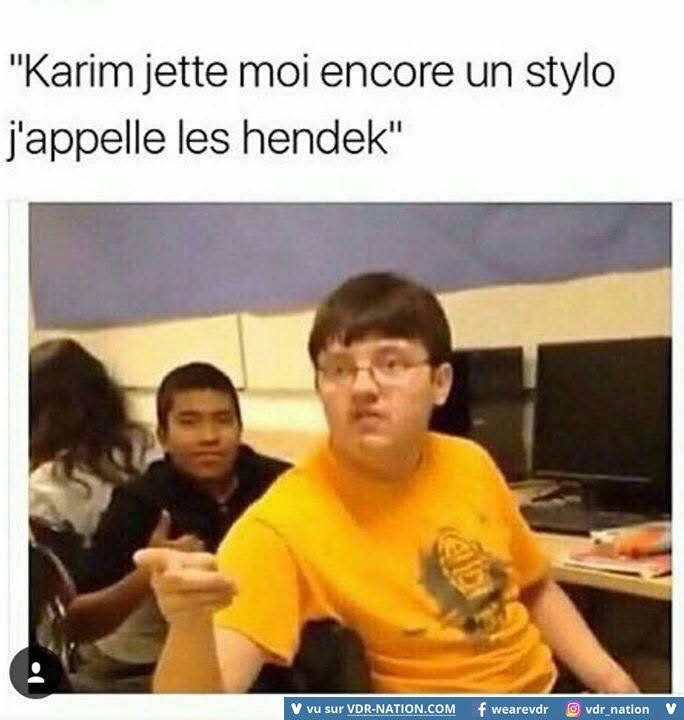 "Karim jette moi encore un stylo
j'appelle les hendek"
vu sur VDR-NATION.COM wearevdr vdr_nation